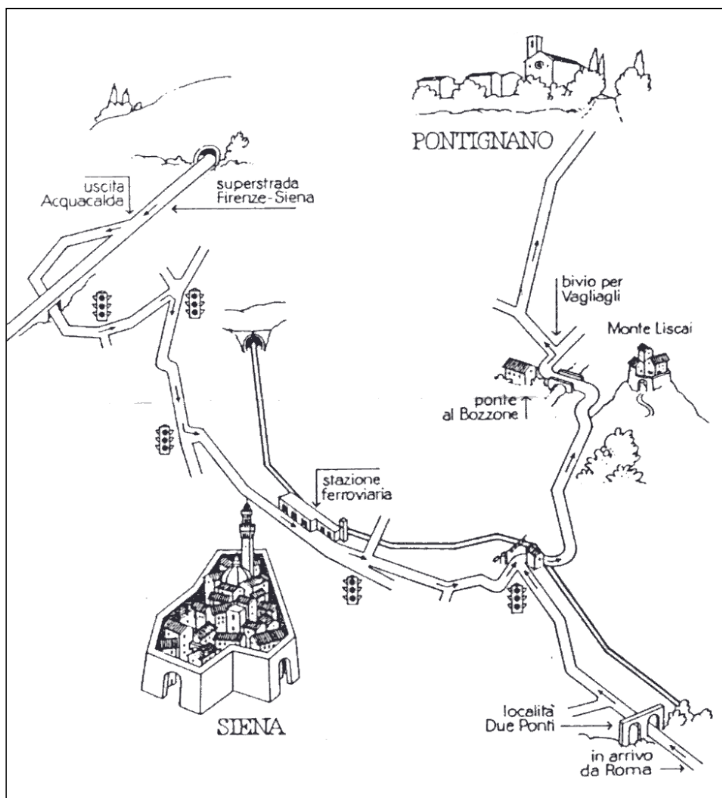 PONTIGNANO
uscita
Acquacalda
superstrada
Firenze-Siena
bivio per
Vagliagli
Monte Liscai
ponte
al Bozzone
stazione
ferroviaria
SIENA
località
Due Ponti
in arrivo
da Roma